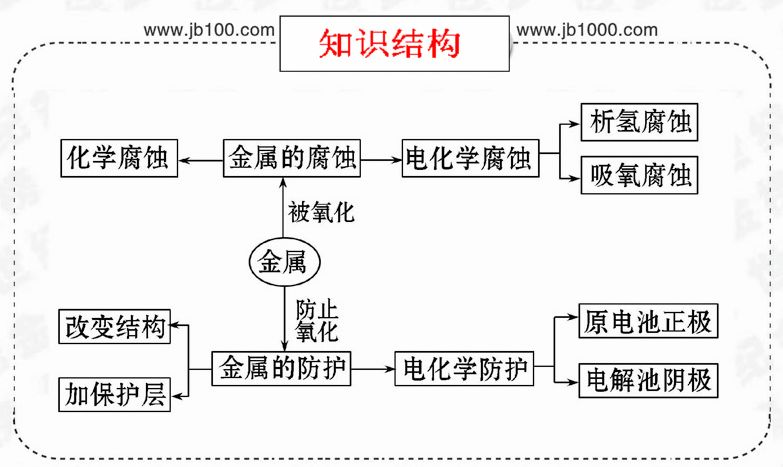 www.jb100.com
知识结构
www.jb1000.com
化学腐蚀
金属的腐蚀
电化学腐蚀
析氢腐蚀
吸氧腐蚀
被氧化
金属
防止
氧化
改变结构
加保护层
金属的防护
电化学防护
原电池正极
电解池阴极